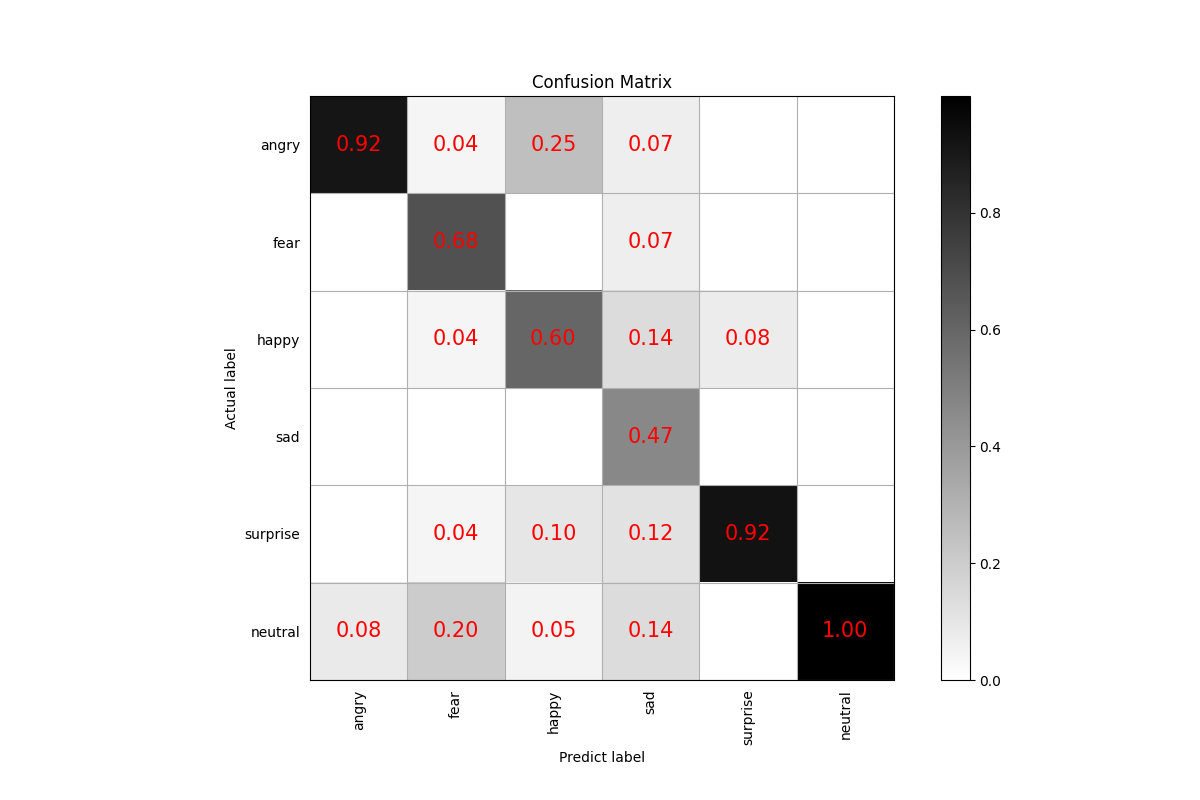 Confusion Matrix
angry 0.92 0.04 0.25 0.07
fear 0.68 0.07
happy 0.04 0.60 0.14 0.08
sad 0.47
surprise 0.04 0.10 0.12 0.92
neutral 0.08 0.20 0.05 0.14 1.00
angry fear happy sad surprise neutral
Predict label
Actual label
0.8
0.6
0.4
0.2
0.0